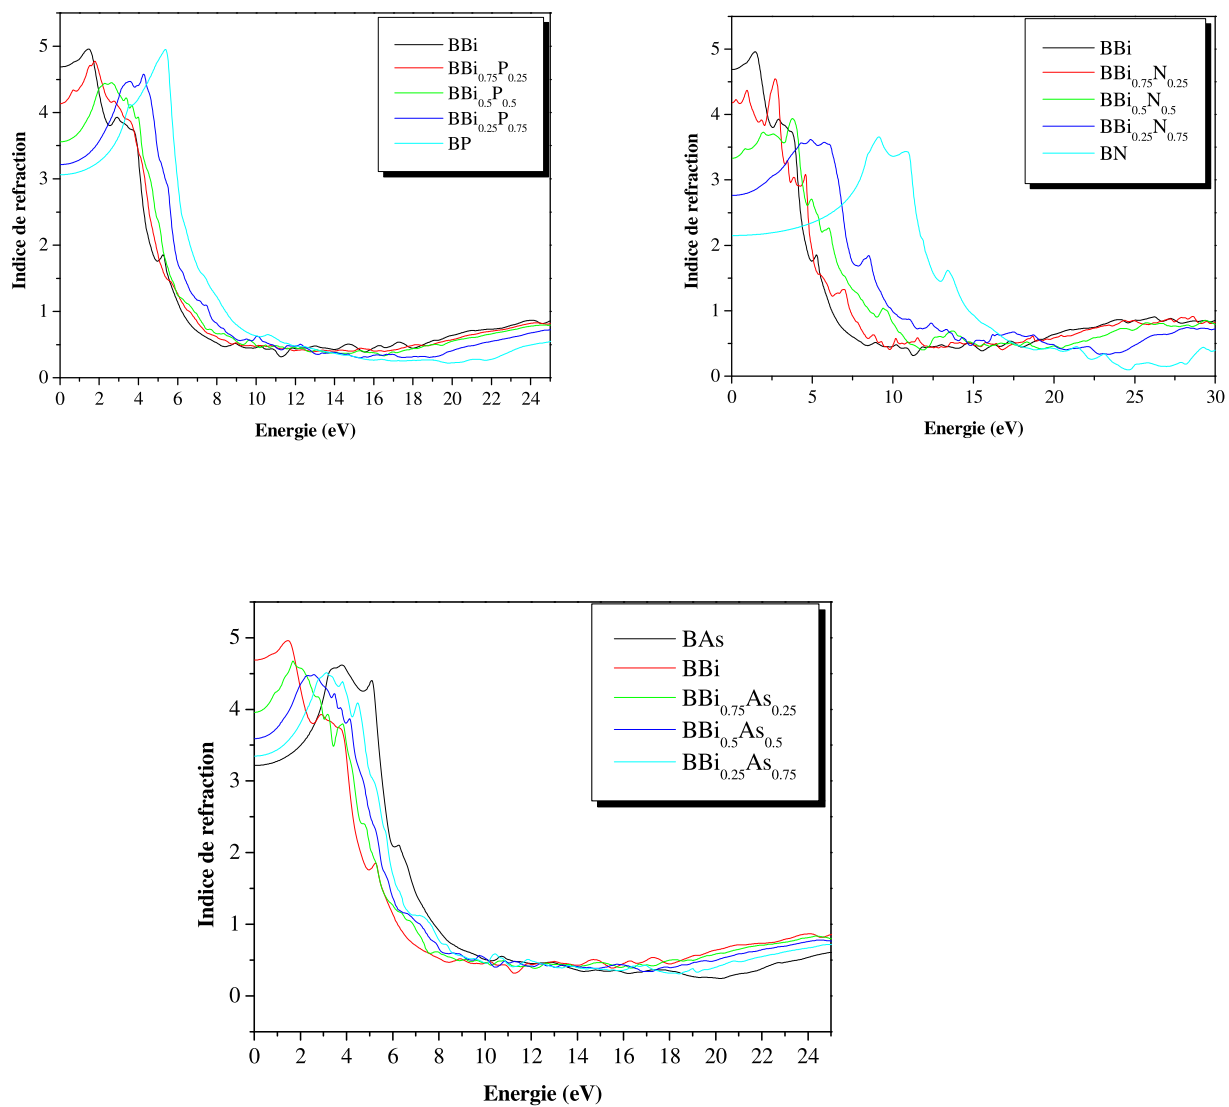 BBi
BBi0.75P0.25
BBi0.5P0.5
BBi0.25P0.75
BP
5
4
3
2
1
0
Indice de refraction
0 2 4 6 8 10 12 14 16 18 20 22 24
Energie (eV)
BBi
BBi0.75N0.25
BBi0.5N0.5
BBi0.25N0.75
BN
5
4
3
2
1
0
Indice de refraction
0 5 10 15 20 25 30
Energie (eV)
BAs
BBi
BBi0.75As0.25
BBi0.5As0.5
BBi0.25As0.75
5
4
3
2
1
0
Indice de refraction
0 2 4 6 8 10 12 14 16 18 20 22 24
Energie (eV)